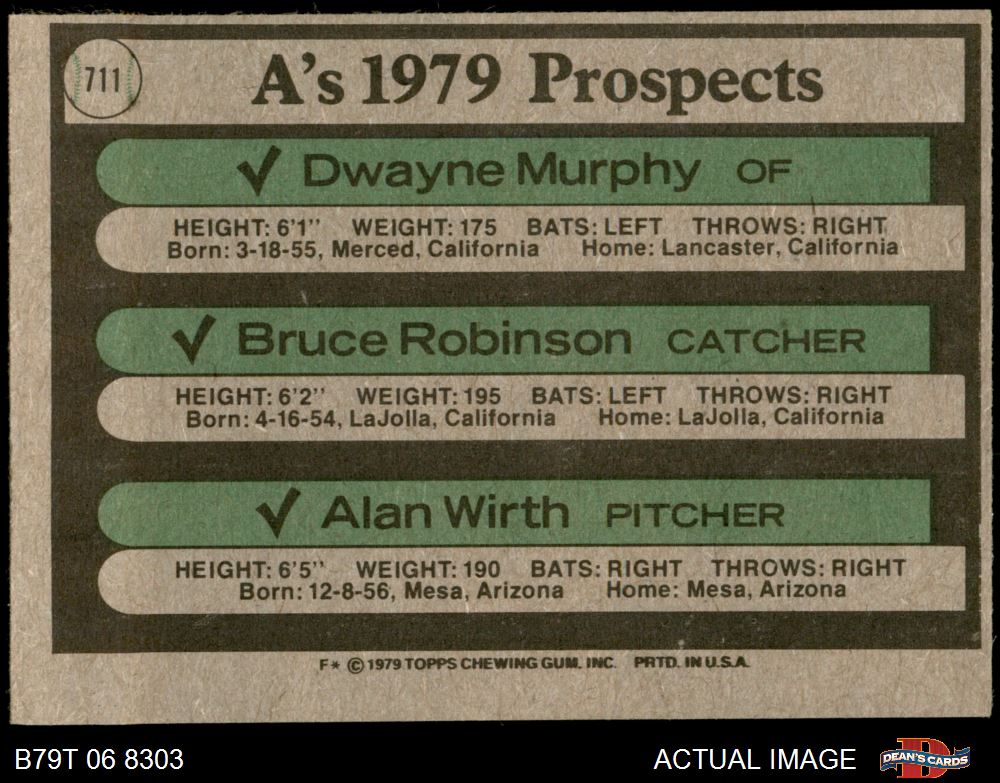 711
A's 1979 Prospects
✓ Dwayne Murphy OF
HEIGHT: 6'1" WEIGHT: 175 BATS: LEFT THROWS: RIGHT
Born: 3-18-55, Merced, California Home: Lancaster, California
✓ Bruce Robinson CATCHER
HEIGHT: 6'2" WEIGHT: 195 BATS: LEFT THROWS: RIGHT
Born: 4-16-54, LaJolla, California Home: LaJolla, California
✓ Alan Wirth PITCHER
HEIGHT: 6'5" WEIGHT: 190 BATS: RIGHT THROWS: RIGHT
Born: 12-8-56, Mesa, Arizona Home: Mesa, Arizona
F* © 1979 TOPPS CHEWING GUM. INC. PRTD. IN U.S.A.
B79T 06 8303 ACTUAL IMAGE DEAN'S CARDS